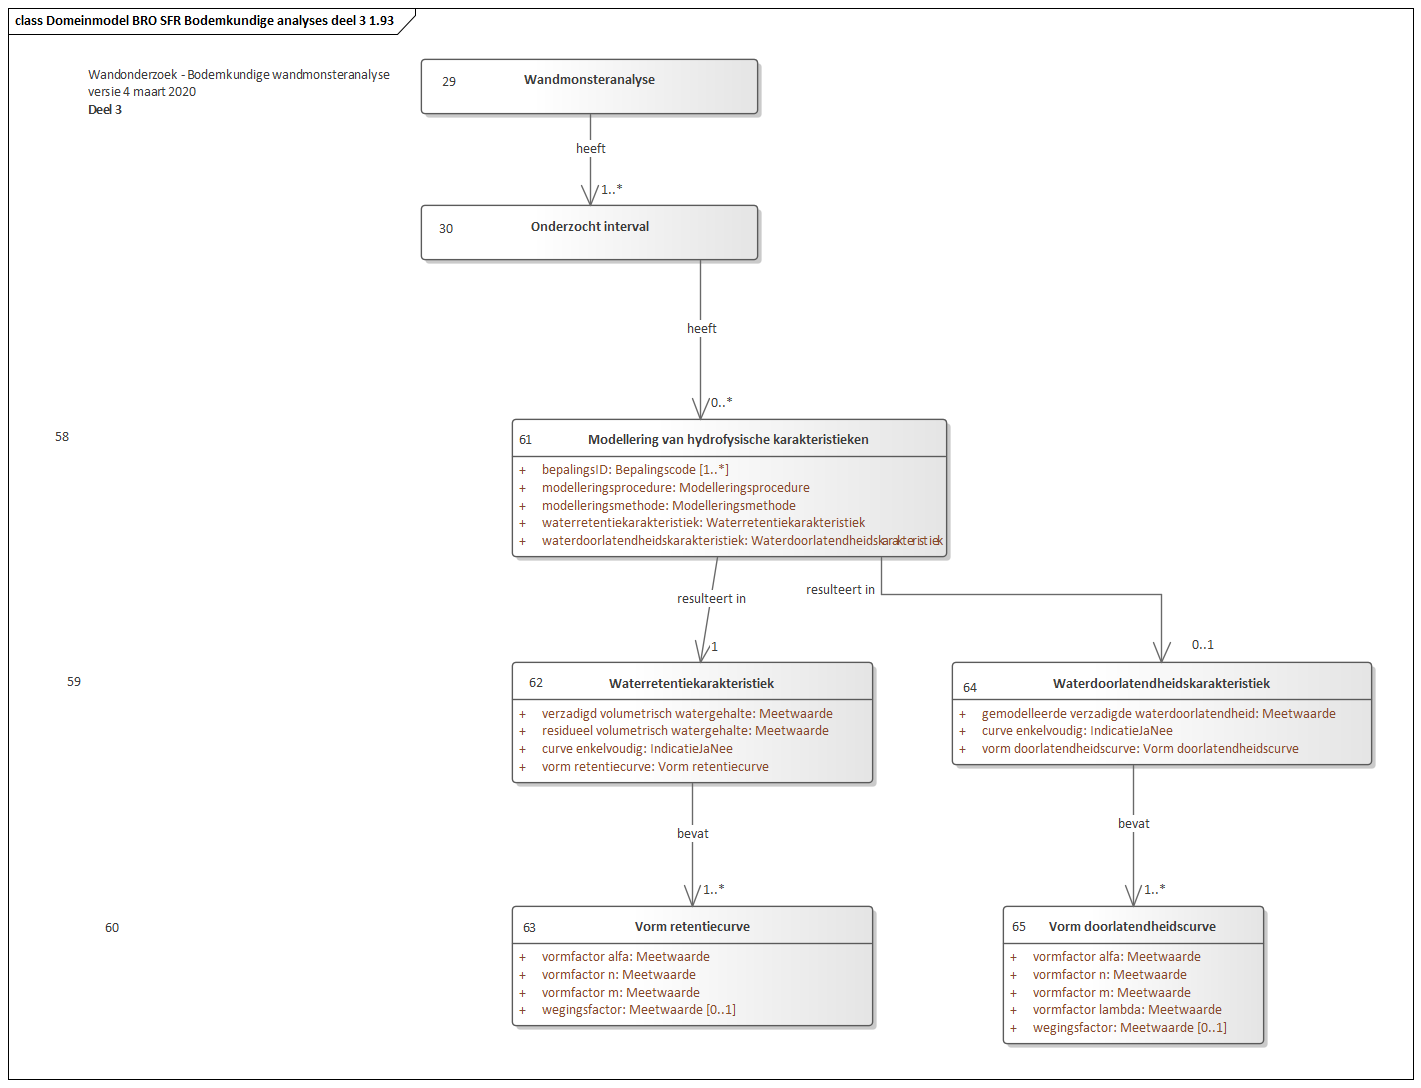 class Domeinmodel BRO SFR Bodemkundige analyses deel 3 1.93
Wandonderzoek - Bodemkundige wandmonsteranalyse
versie 4 maart 2020
Deel 3
29
Wandmonsteranalyse
heeft
1..*
30
Onderzocht interval
heeft
0..*
58
61
Modellering van hydrofysische karakteristieken
+ bepalingsID: Bepalingscode [1..*]
+ modelleringsprocedure: Modelleringsprocedure
+ modelleringsmethode: Modelleringsmethode
+ waterretentiekarakteristiek: Waterretentiekarakteristiek
+ waterdoorlatendheidskarakteristiek: Waterdoorlatendheidskarakteristiek
resulteert in
resulteert in
1
0..1
59
62
Waterretentiekarakteristiek
+ verzadigd volumetrisch watergehalte: Meetwaarde
+ residueel volumetrisch watergehalte: Meetwaarde
+ curve enkelvoudig: IndicatieJaNee
+ vorm retentiecurve: Vorm retentiecurve
64
Waterdoorlatendheidskarakteristiek
+ gemodelleerde verzadigde waterdoorlatendheid: Meetwaarde
+ curve enkelvoudig: IndicatieJaNee
+ vorm doorlatendheidscurve: Vorm doorlatendheidscurve
bevat
bevat
1..*
1..*
60
63
Vorm retentiecurve
+ vormfactor alfa: Meetwaarde
+ vormfactor n: Meetwaarde
+ vormfactor m: Meetwaarde
+ wegingsfactor: Meetwaarde [0..1]
65
Vorm doorlatendheidscurve
+ vormfactor alfa: Meetwaarde
+ vormfactor n: Meetwaarde
+ vormfactor m: Meetwaarde
+ vormfactor lambda: Meetwaarde
+ wegingsfactor: Meetwaarde [0..1]